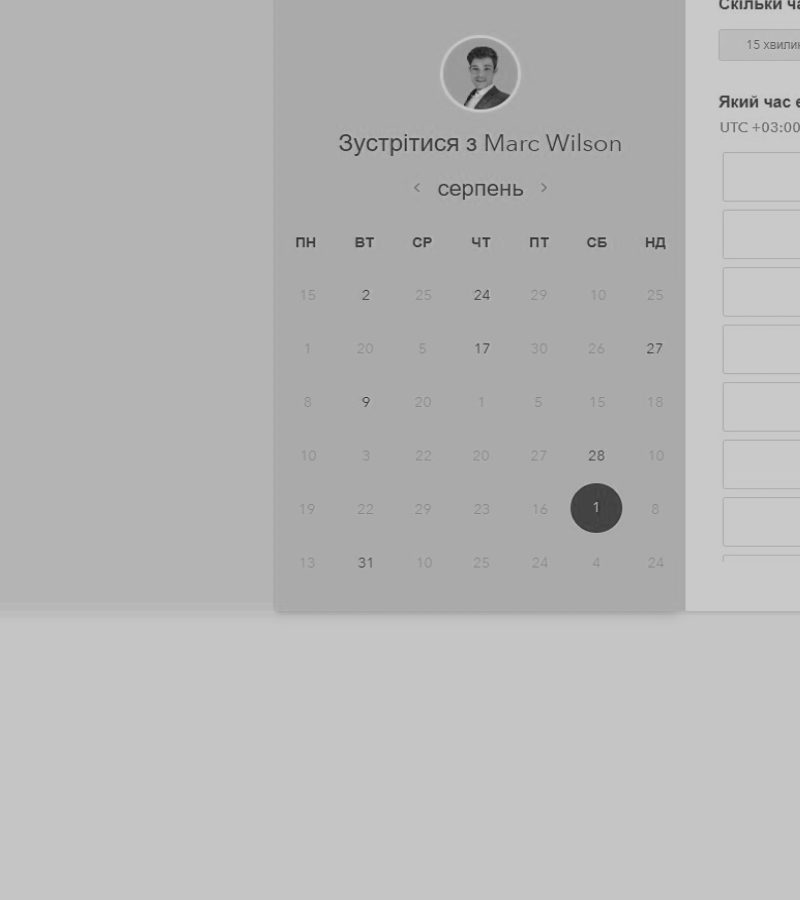 Скільки ча
15 хвилин
Який час є
UTC +03:00
Зустрітися з Marc Wilson
‹ серпень ›
ПН ВТ СР ЧТ ПТ СБ НД
15 2 25 24 29 10 25
1 20 5 17 30 26 27
8 9 20 1 5 15 18
10 3 22 20 27 28 10
19 22 29 23 16 1 8
13 31 10 25 24 4 24